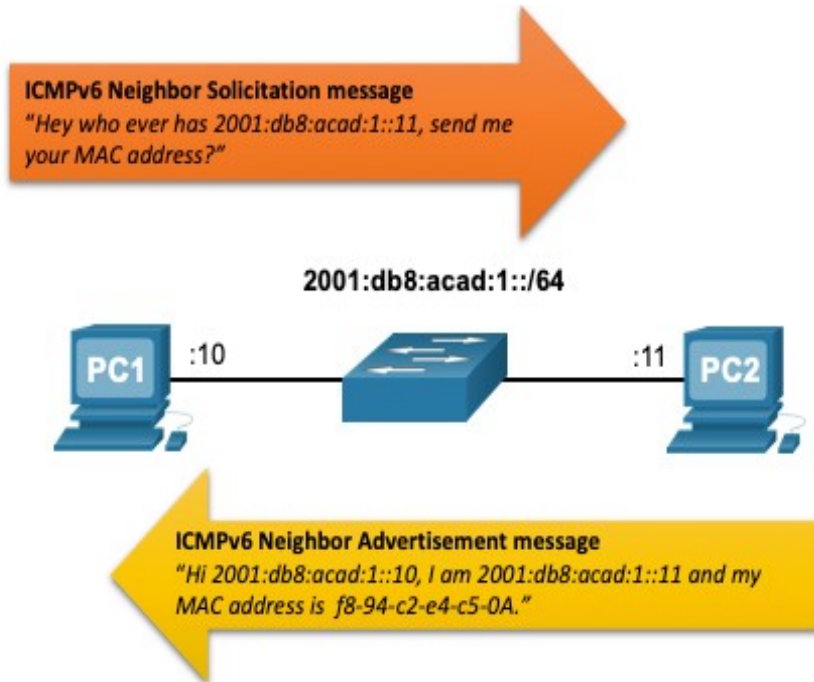 ICMPv6 Neighbor Solicitation message
"Hey who ever has 2001:db8:acad:1::11, send me
your MAC address?"
2001:db8:acad:1::/64
PC1
:10
:11
PC2
ICMPv6 Neighbor Advertisement message
"Hi 2001:db8:acad:1::10, I am 2001:db8:acad:1::11 and my
MAC address is f8-94-c2-e4-c5-0A."